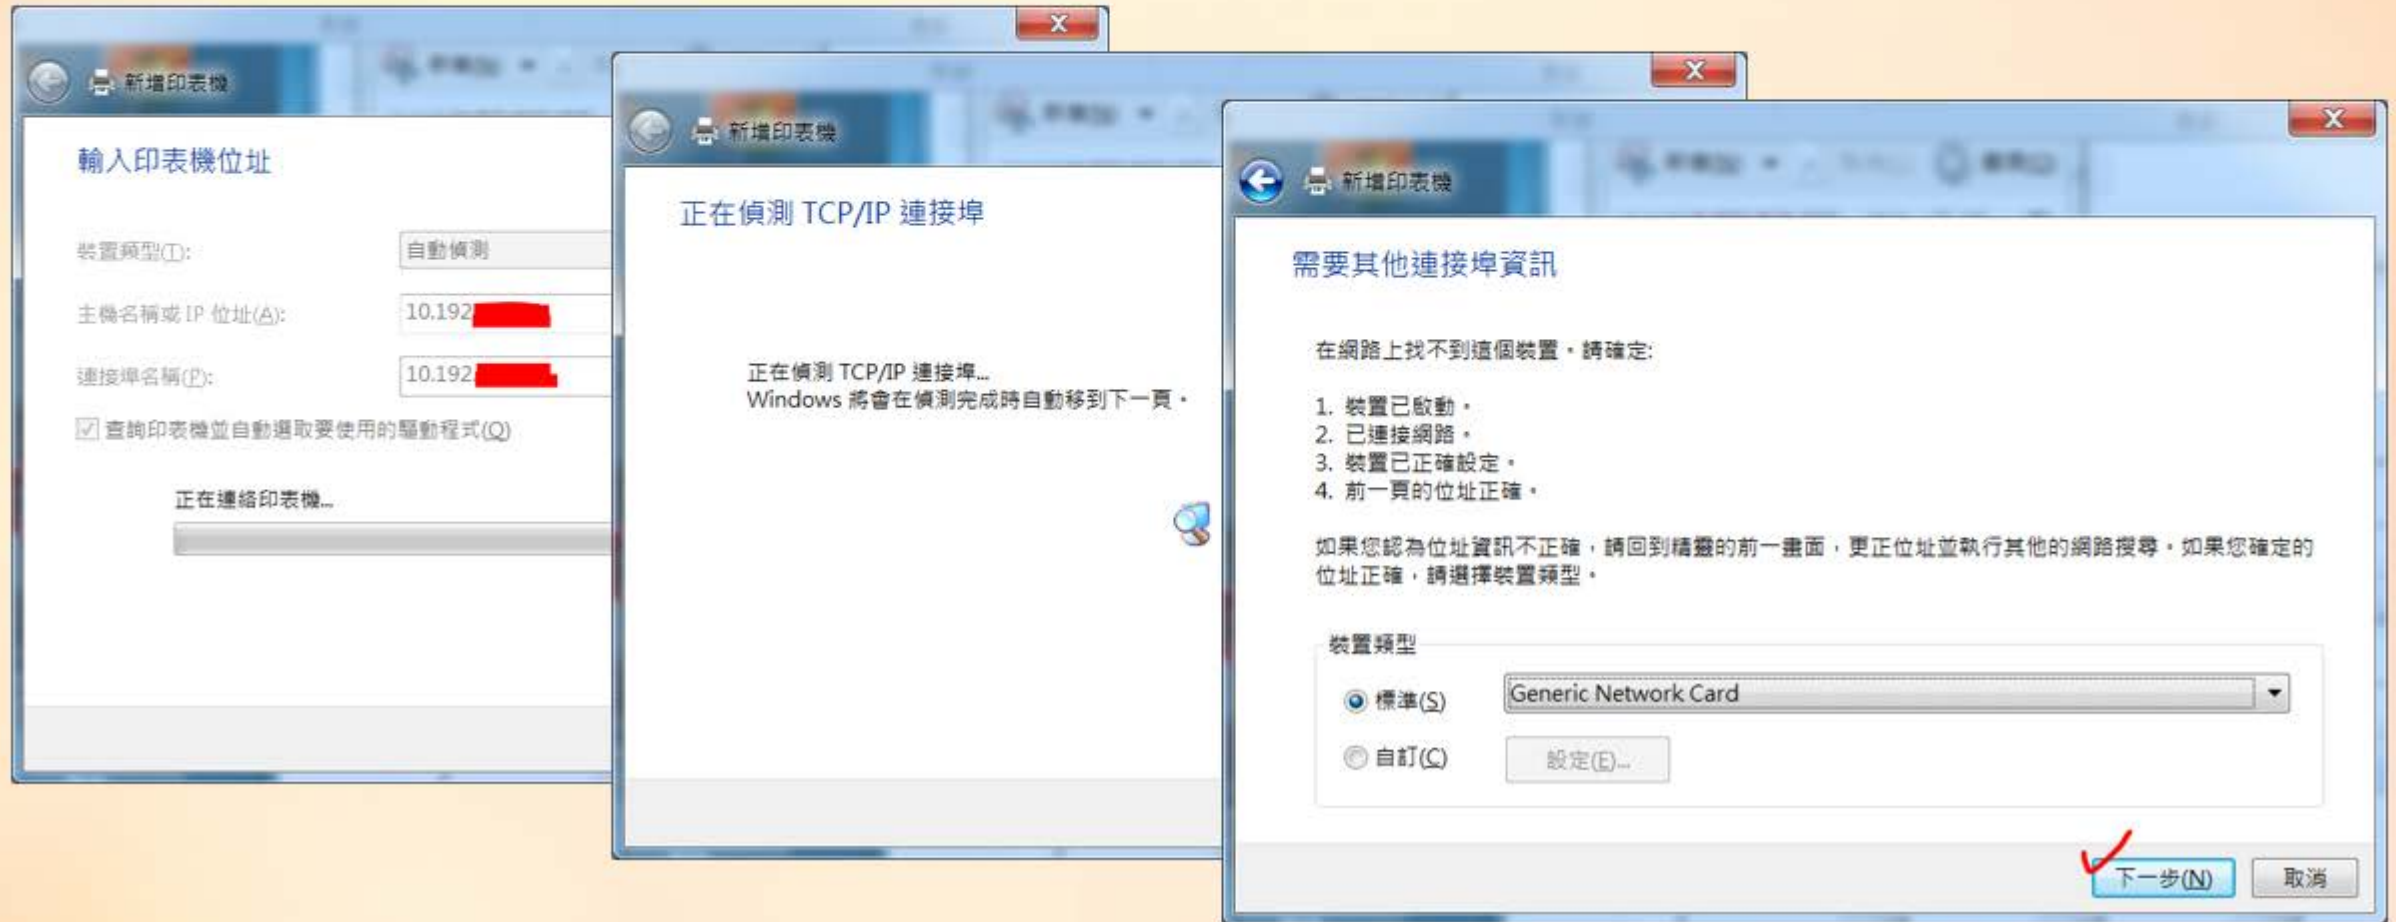 新增印表機
輸入印表機位址
裝置類型(T):
自動偵測
主機名稱或 IP 位址(A):
10.192
連接埠名稱(P):
10.192
查詢印表機並自動選取要使用的驅動程式(Q)
正在連絡印表機...
新增印表機
正在偵測 TCP/IP 連接埠
正在偵測 TCP/IP 連接埠...
Windows 將會在偵測完成時自動移到下一頁。
新增印表機
需要其他連接埠資訊
在網路上找不到這個裝置。請確定:
1. 裝置已啟動。
2. 已連接網路。
3. 裝置已正確設定。
4. 前一頁的位址正確。
如果您認為位址資訊不正確，請回到精靈的前一畫面，更正位址並執行其他的網路搜尋。如果您確定的
位址正確，請選擇裝置類型。
裝置類型
標準(S)
Generic Network Card
自訂(C)
設定(E)...
下一步(N)
取消